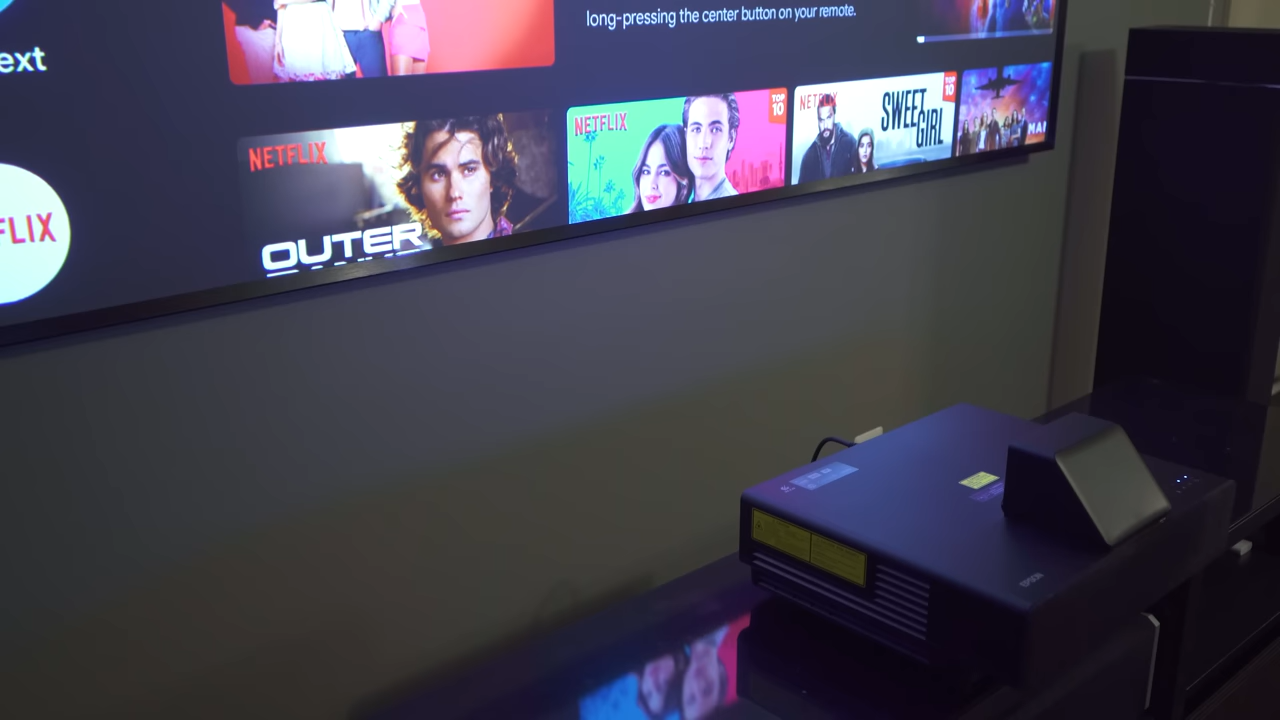 long-pressing the center button on your remote.
ext
NETFLIX
OUTER
NETFLIX
TOP
10
NETFLIX
TOP
10
SWEET
GIRL
FLIX
EPSON